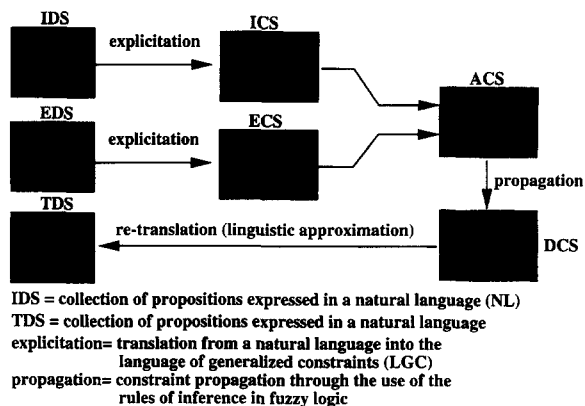 IDS
ICS
explicitation
ACS
EDS
ECS
explicitation
propagation
TDS
re-translation (linguistic approximation)
DCS
IDS = collection of propositions expressed in a natural language (NL)
TDS = collection of propositions expressed in a natural language
explicitation= translation from a natural language into the
language of generalized constraints (LGC)
propagation= constraint propagation through the use of the
rules of inference in fuzzy logic